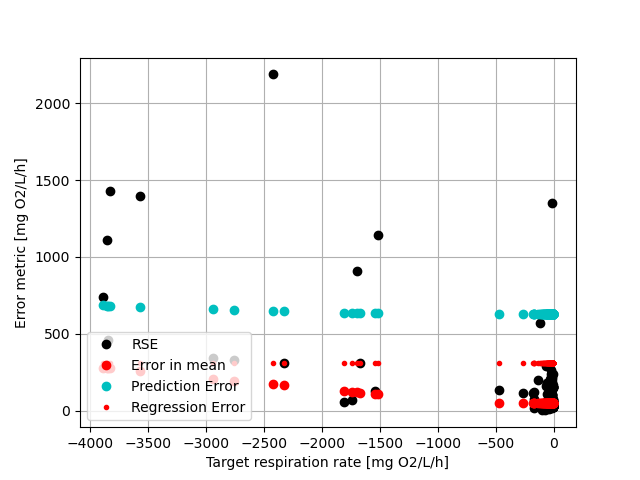 2000
1500
1000
500
0
Error metric [mg O2/L/h]
RSE
Error in mean
Prediction Error
Regression Error
−4000 −3500 −3000 −2500 −2000 −1500 −1000 −500 0
Target respiration rate [mg O2/L/h]